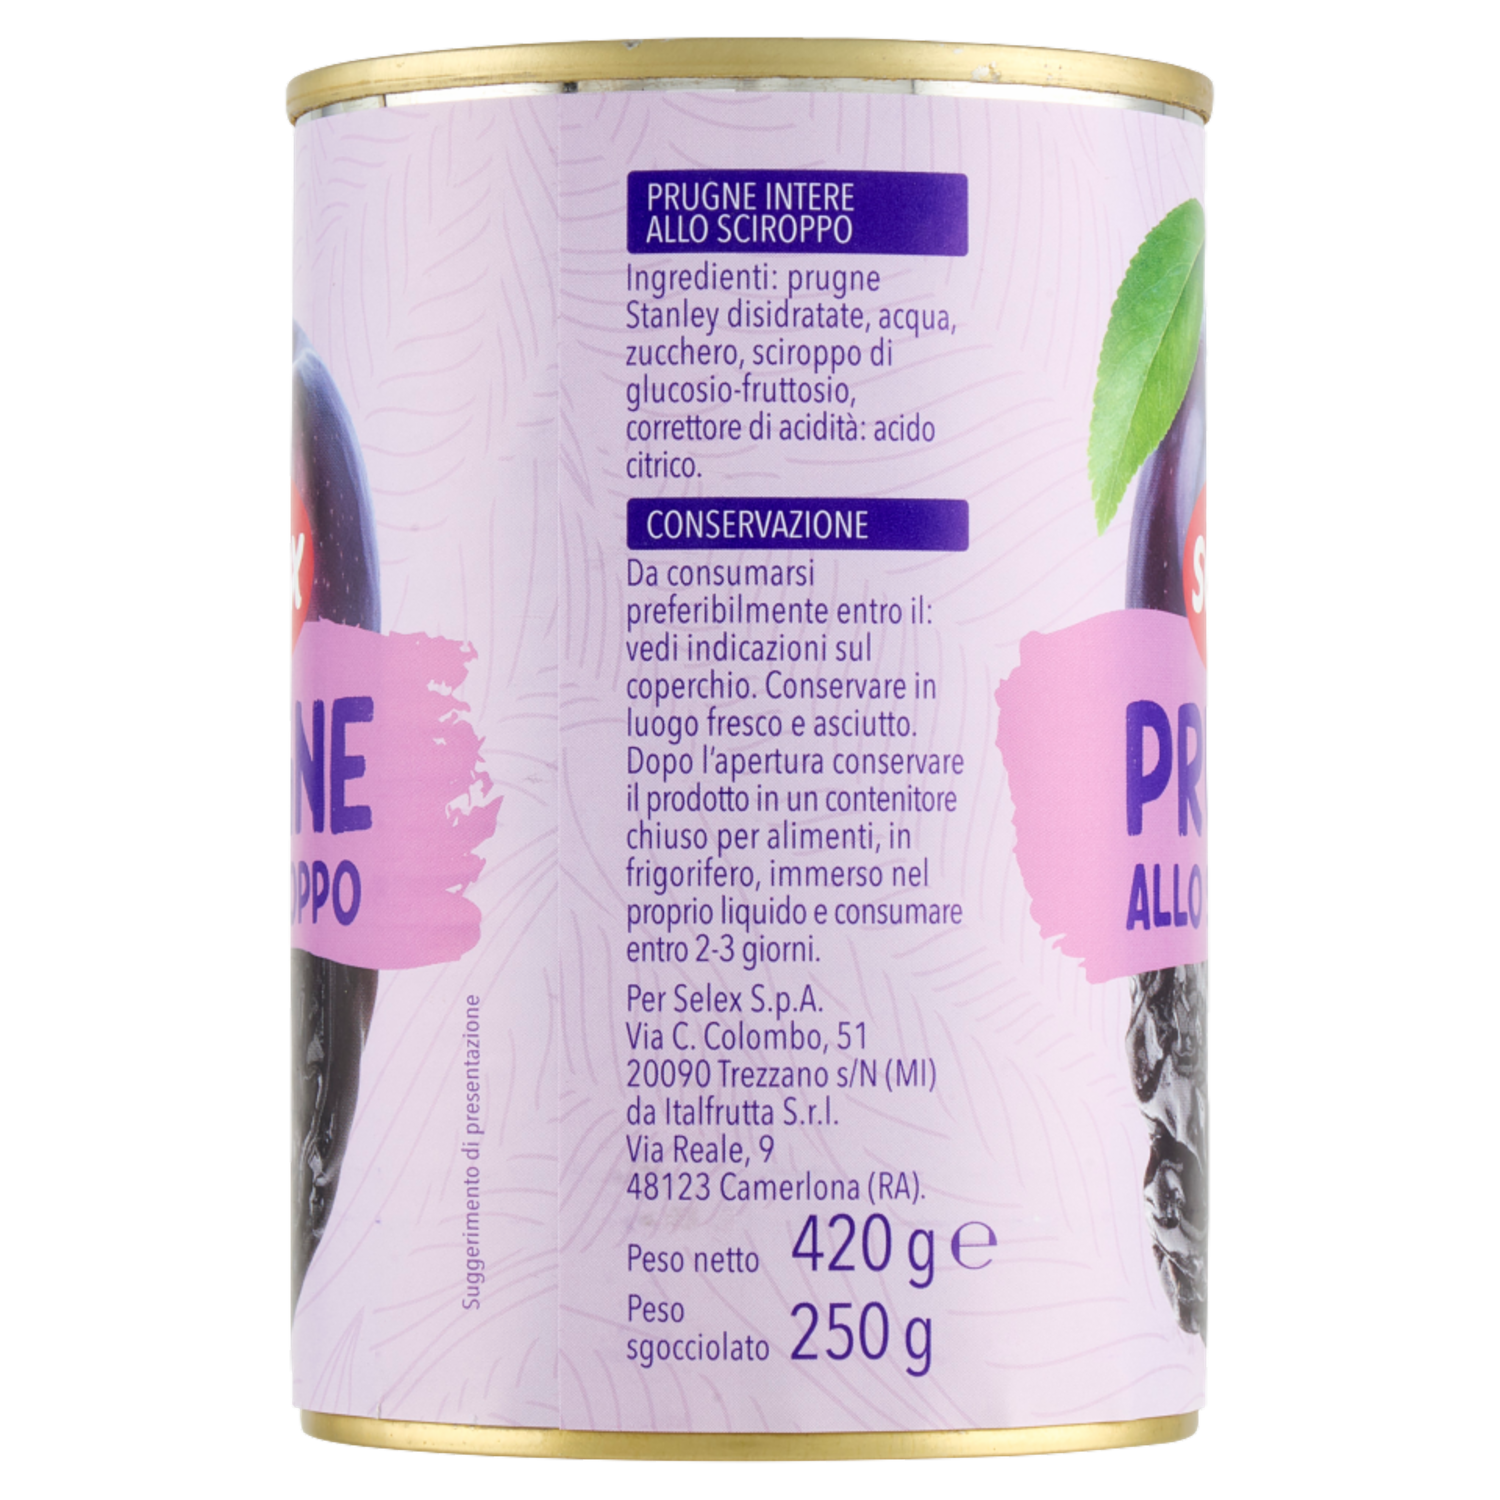 PRUGNE INTERE
ALLO SCIROPPO
Ingredienti: prugne
Stanley disidratate, acqua,
zucchero, sciroppo di
glucosio-fruttosio,
correttore di acidità: acido
citrico.
CONSERVAZIONE
Da consumarsi
preferibilmente entro il:
vedi indicazioni sul
coperchio. Conservare in
luogo fresco e asciutto.
Dopo l'apertura conservare
il prodotto in un contenitore
chiuso per alimenti, in
frigorifero, immerso nel
proprio liquido e consumare
entro 2-3 giorni.
Per Selex S.p.A.
Via C. Colombo, 51
20090 Trezzano s/N (MI)
da Italfrutta S.r.l.
Via Reale, 9
48123 Camerlona (RA).
Peso netto 420 g ℮
Peso
sgocciolato 250 g
Suggerimento di presentazione
NE
OPPO
PR
ALLO